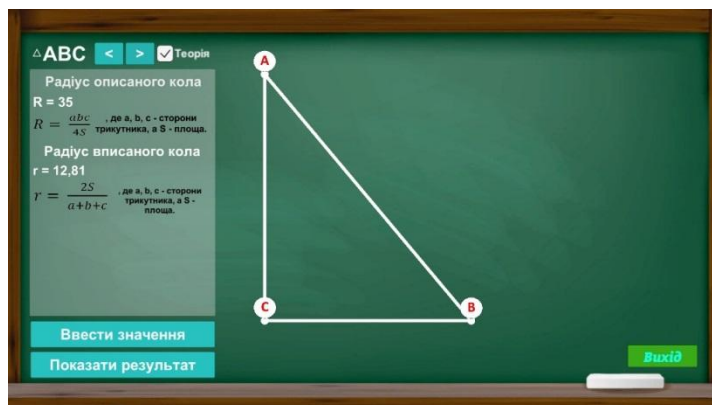 △ABC < > Теорія
Радіус описаного кола
R = 35
R = abc / 4S , де a, b, c - сторони трикутника, а S - площа.
Радіус вписаного кола
r = 12,81
r = 2S / a+b+c , де a, b, c - сторони трикутника, а S - площа.
Ввести значення
Показати результат
A
C
B
Вихід